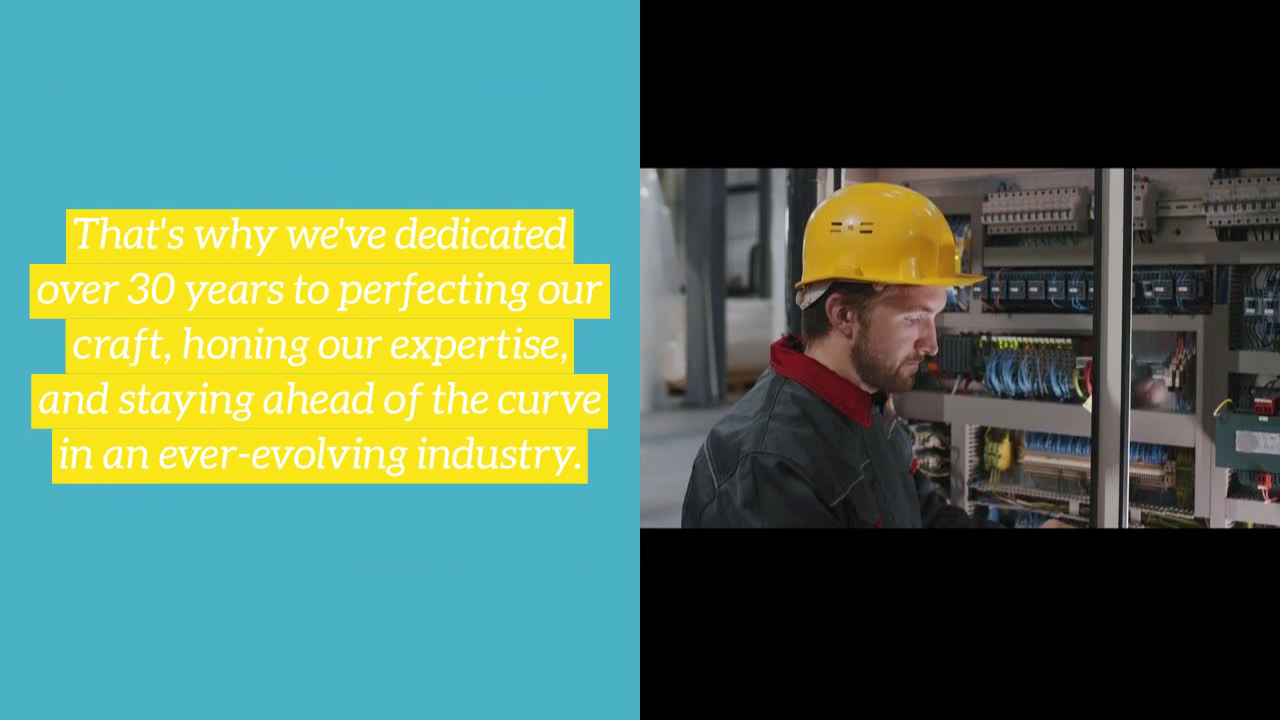 That's why we've dedicated
over 30 years to perfecting our
craft, honing our expertise,
and staying ahead of the curve
in an ever-evolving industry.